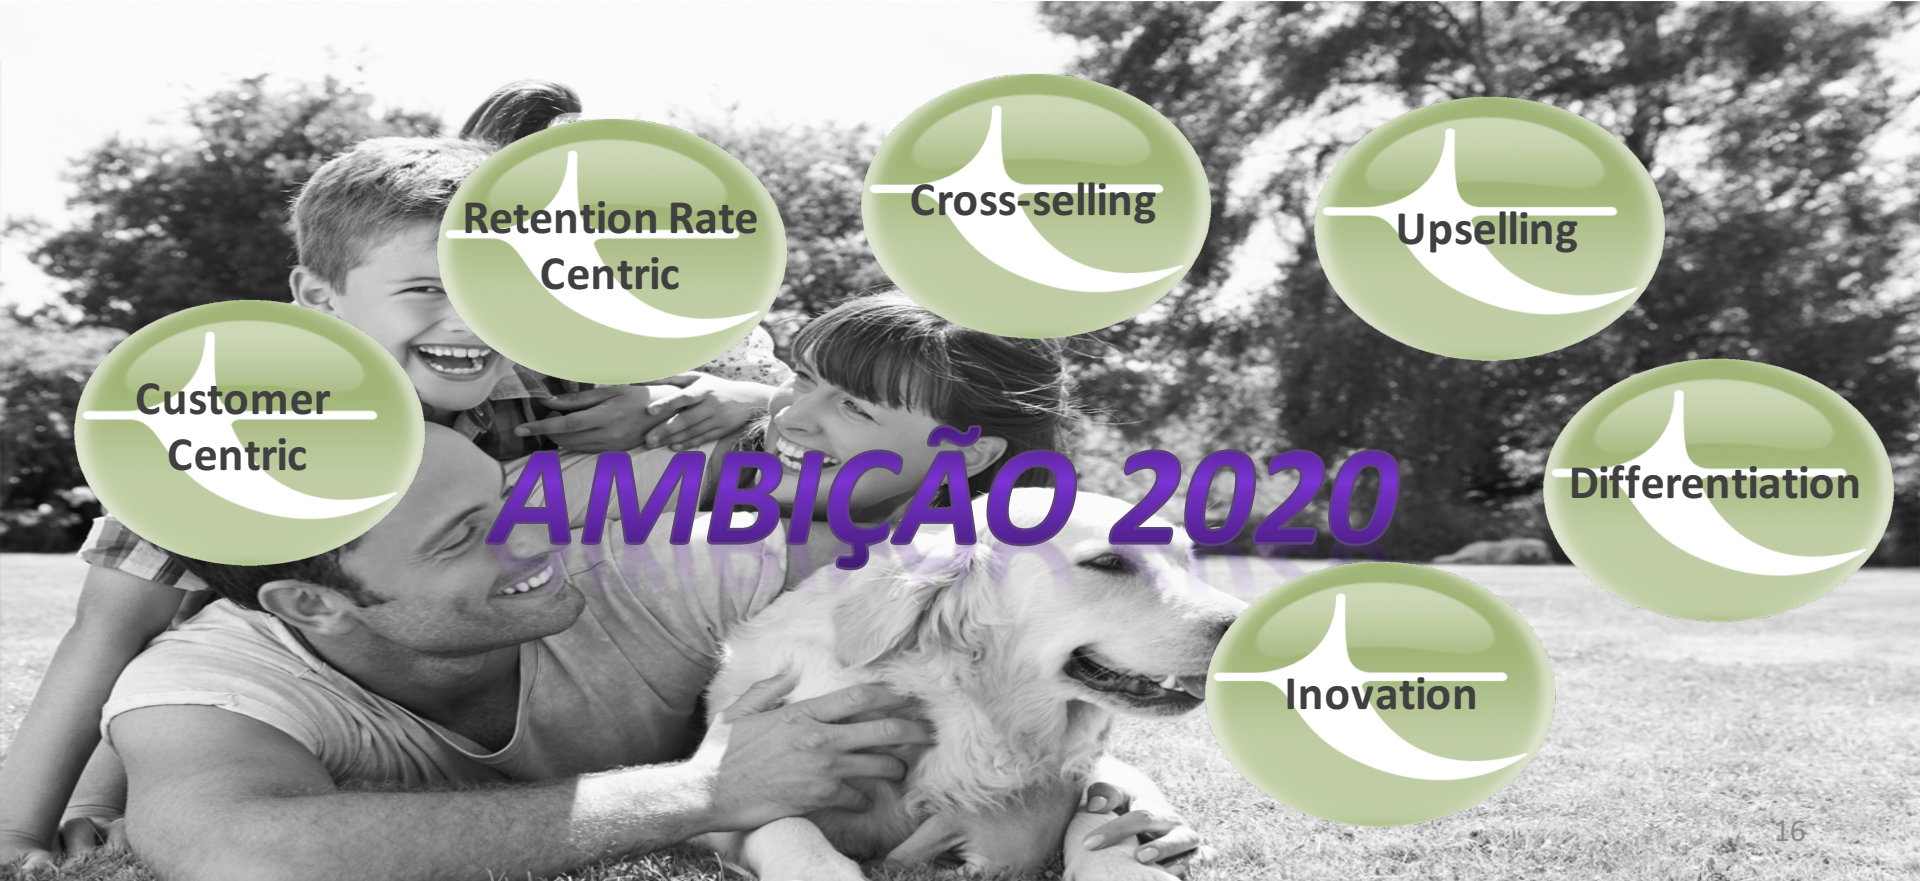 Customer
Centric
Retention Rate
Centric
Cross-selling
Upselling
Differentiation
Inovation
AMBIÇÃO 2020
16